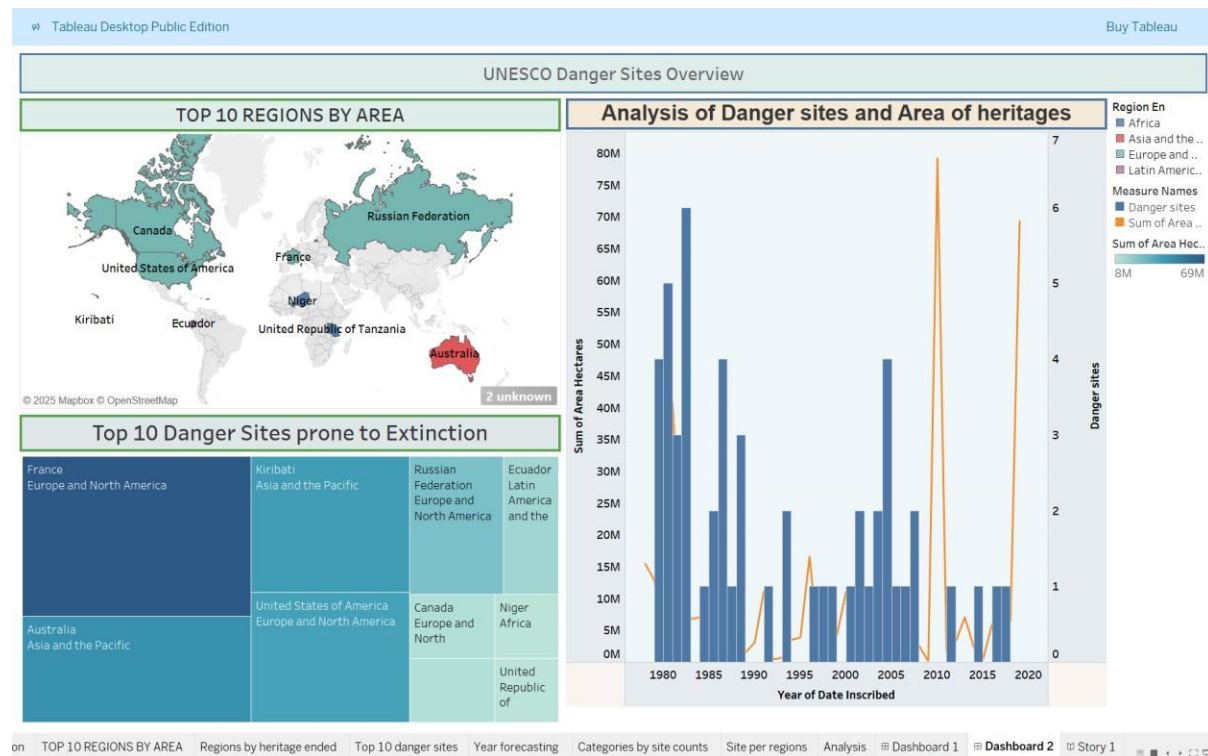 Tableau Desktop Public Edition
Buy Tableau
UNESCO Danger Sites Overview
TOP 10 REGIONS BY AREA
Canada
Russian Federation
United States of America
France
Niger
Kiribati
Ecuador
United Republic of Tanzania
Australia
© 2025 Mapbox © OpenStreetMap
2 unknown
Top 10 Danger Sites prone to Extinction
France
Europe and North America
Australia
Asia and the Pacific
Kiribati
Asia and the Pacific
United States of America
Europe and North America
Russian
Federation
Europe and
North America
Ecuador
Latin
America
and the
Canada
Europe and
North
Niger
Africa
United
Republic
of
Analysis of Danger sites and Area of heritages
Sum of Area Hectares
80M
75M
70M
65M
60M
55M
50M
45M
40M
35M
30M
25M
20M
15M
10M
5M
0M
7
6
5
4
3
2
1
0
Danger sites
1980 1985 1990 1995 2000 2005 2010 2015 2020
Year of Date Inscribed
Region En
Africa
Asia and the ..
Europe and ..
Latin Americ..
Measure Names
Danger sites
Sum of Area ..
Sum of Area Hec..
8M 69M
on TOP 10 REGIONS BY AREA Regions by heritage ended Top 10 danger sites Year forecasting Categories by site counts Site per regions Analysis Dashboard 1 Dashboard 2 Story 1